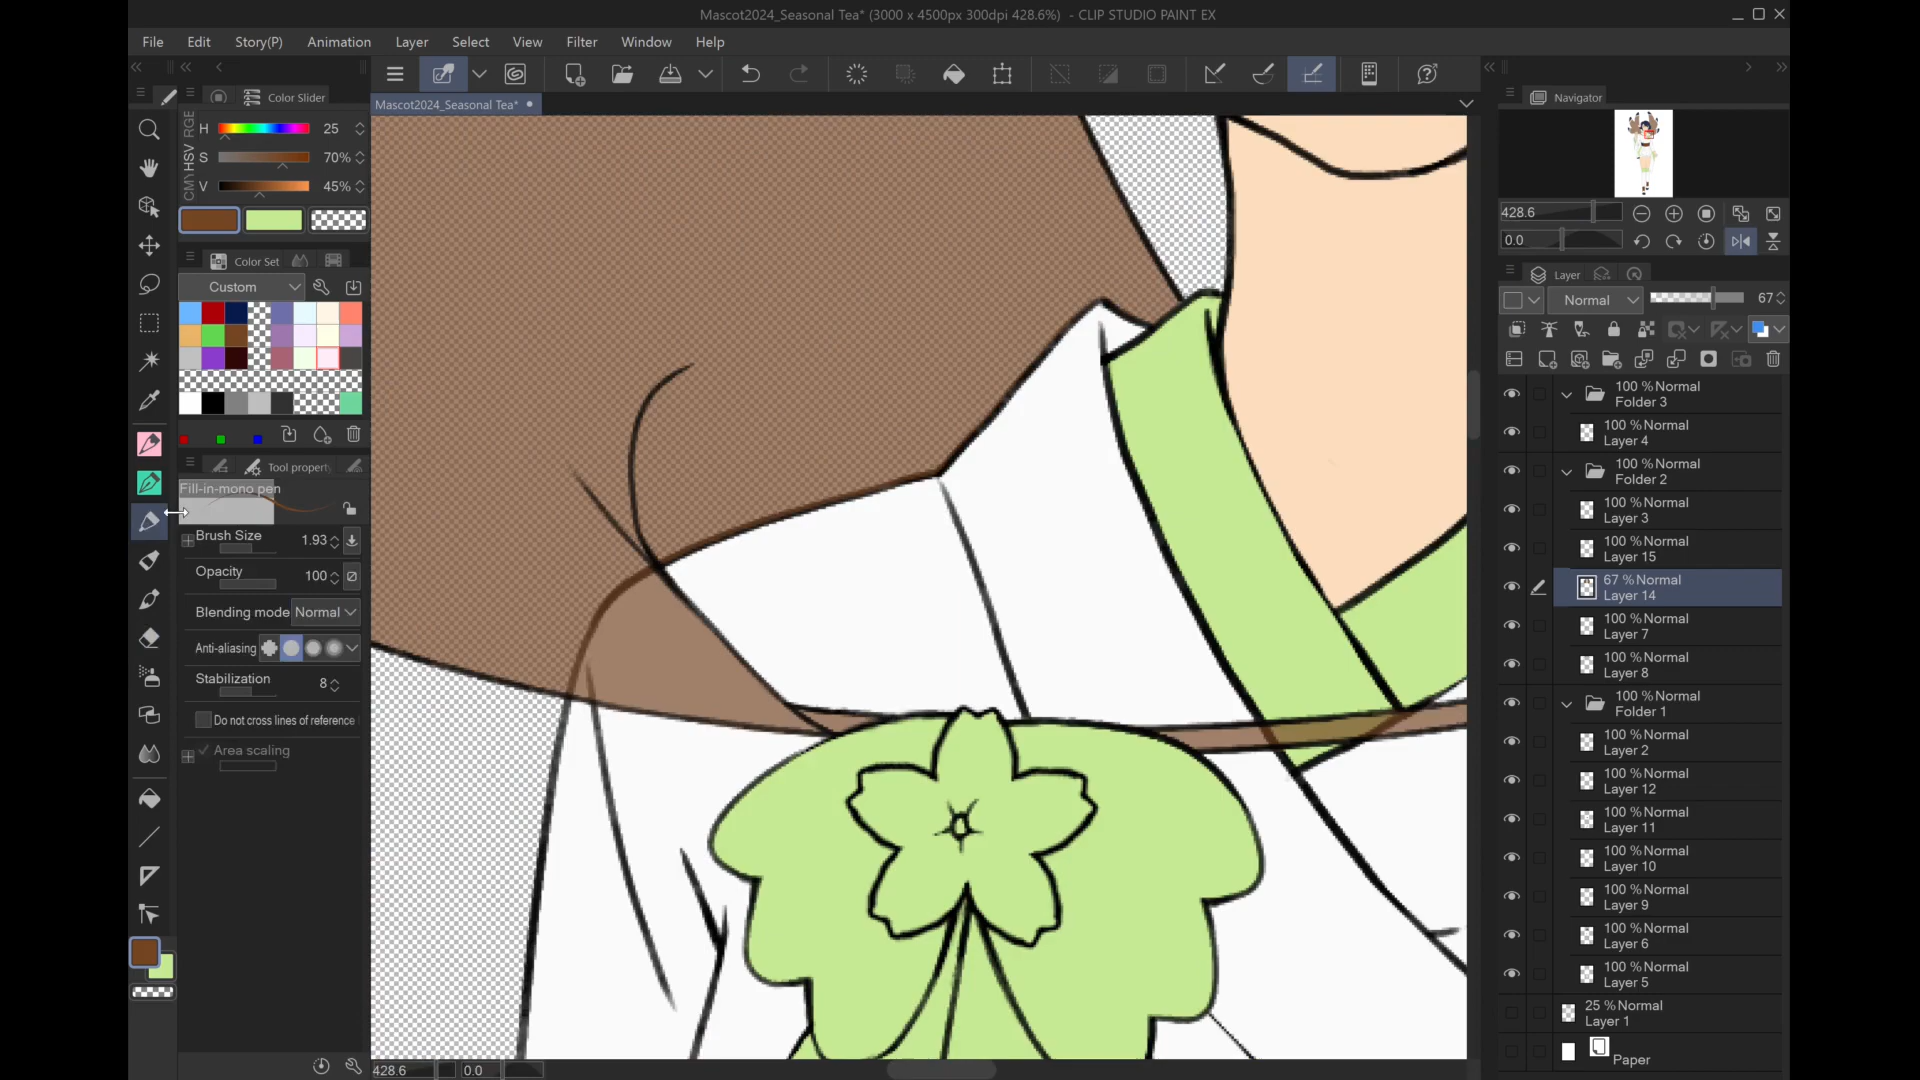 Mascot2024_Seasonal Tea* (3000 x 4500px 300dpi 428.6%) - CLIP STUDIO PAINT EX
File Edit Story(P) Animation Layer Select View Filter Window Help
Color Slider
Mascot2024_Seasonal Tea*
Navigator
RGB
HSV
H 25
S 70%
V 45%
428.6
0.0
Color Set
Custom
Layer
Normal 67
Tool property
Fill-in-mono pen
Brush Size 1.93
Opacity 100
Blending mode Normal
Anti-aliasing
Stabilization 8
Do not cross lines of reference
Area scaling
100 %Normal
Folder 3
100 %Normal
Layer 4
100 %Normal
Folder 2
100 %Normal
Layer 3
100 %Normal
Layer 15
67 %Normal
Layer 14
100 %Normal
Layer 7
100 %Normal
Layer 8
100 %Normal
Folder 1
100 %Normal
Layer 2
100 %Normal
Layer 12
100 %Normal
Layer 11
100 %Normal
Layer 10
100 %Normal
Layer 9
100 %Normal
Layer 6
100 %Normal
Layer 5
25 %Normal
Layer 1
Paper
428.6 0.0